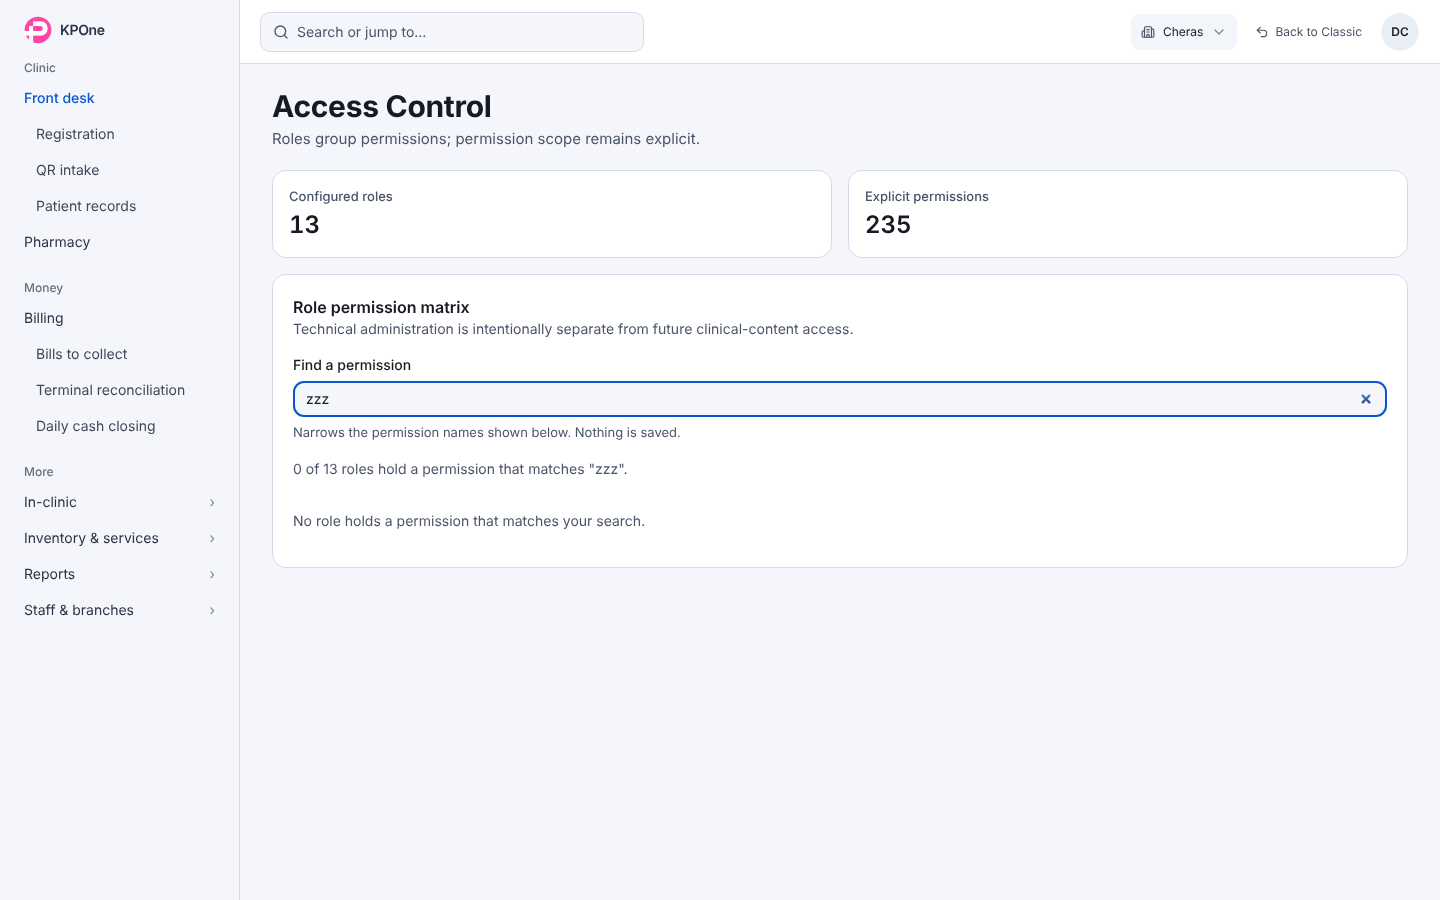 KPOne
Clinic
Front desk
Registration
QR intake
Patient records
Pharmacy
Money
Billing
Bills to collect
Terminal reconciliation
Daily cash closing
More
In-clinic
Inventory & services
Reports
Staff & branches
Search or jump to...
Cheras
Back to Classic
DC
Access Control
Roles group permissions; permission scope remains explicit.
Configured roles
13
Explicit permissions
235
Role permission matrix
Technical administration is intentionally separate from future clinical-content access.
Find a permission
zzz
Narrows the permission names shown below. Nothing is saved.
0 of 13 roles hold a permission that matches "zzz".
No role holds a permission that matches your search.